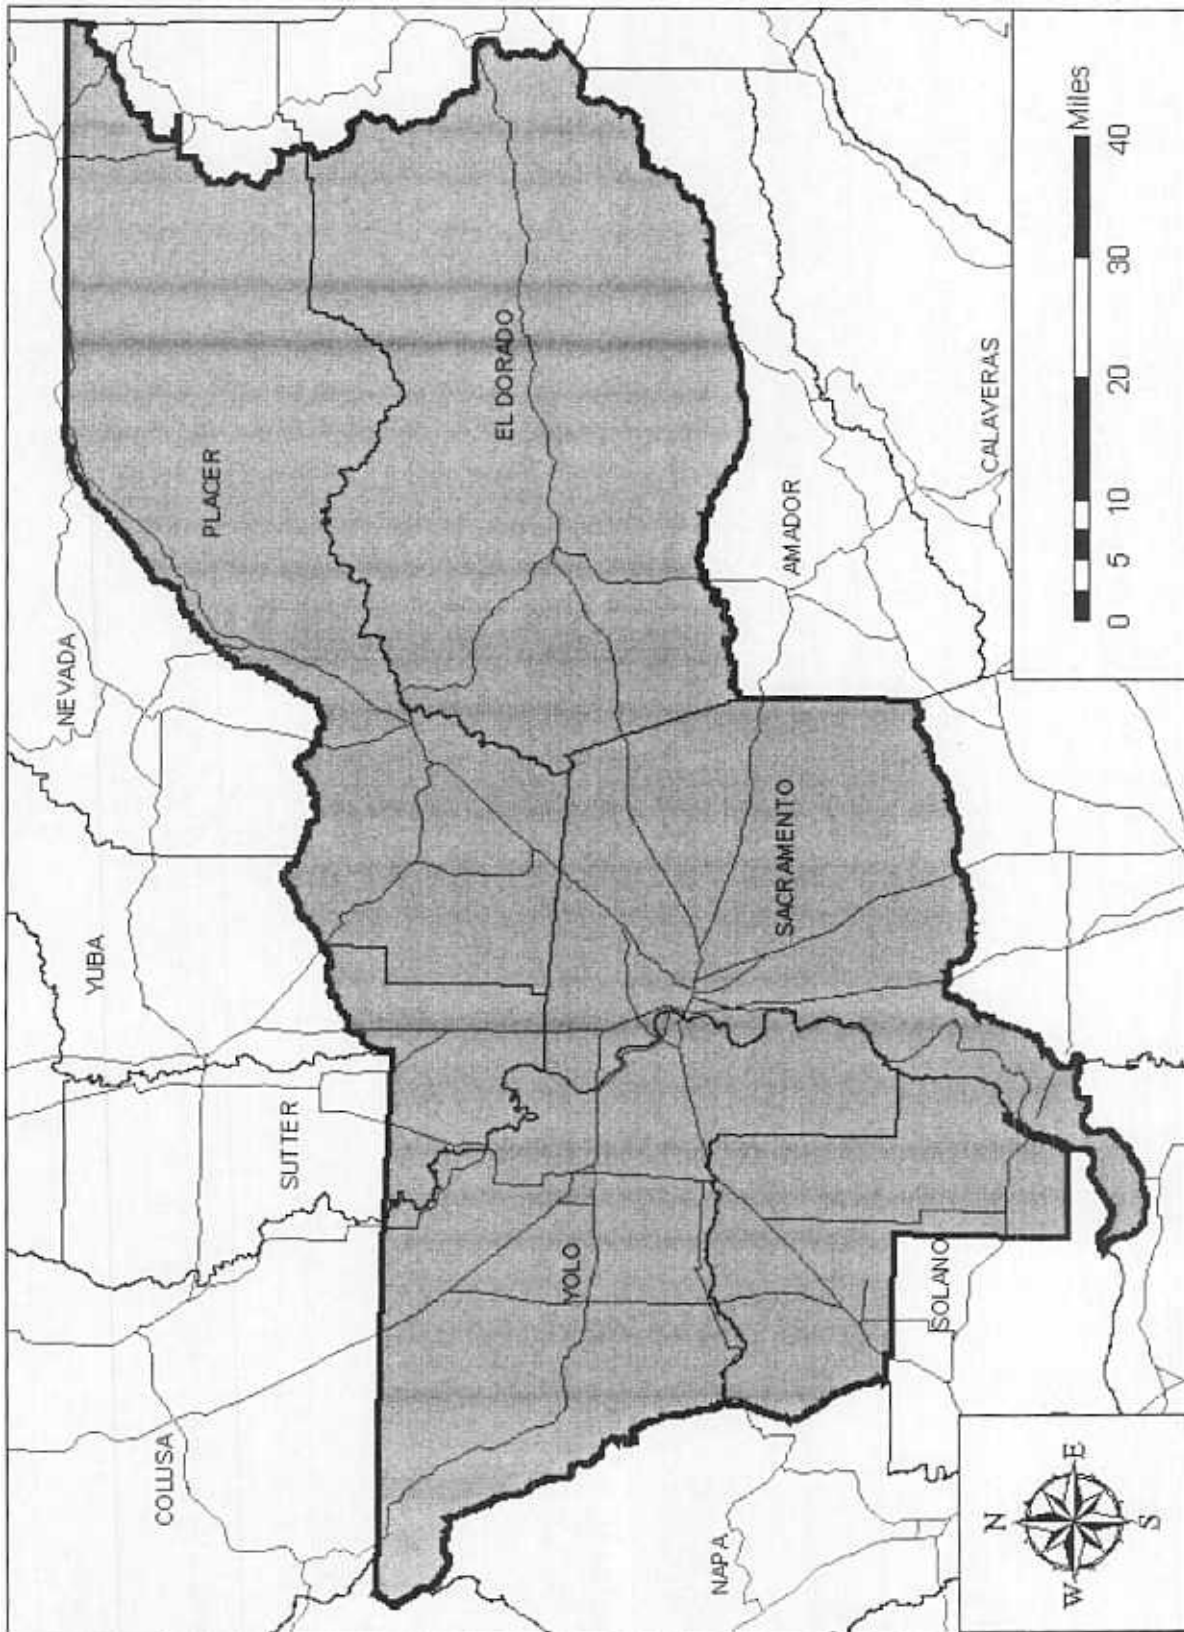 NEVADA
YUBA
PLACER
SUTTER
COLUSA
EL DORADO
YOLO
SACRAMENTO
AMADOR
CALAVERAS
SOLANO
NAPA
0 5 10 20 30 40
Miles
N
W E
S